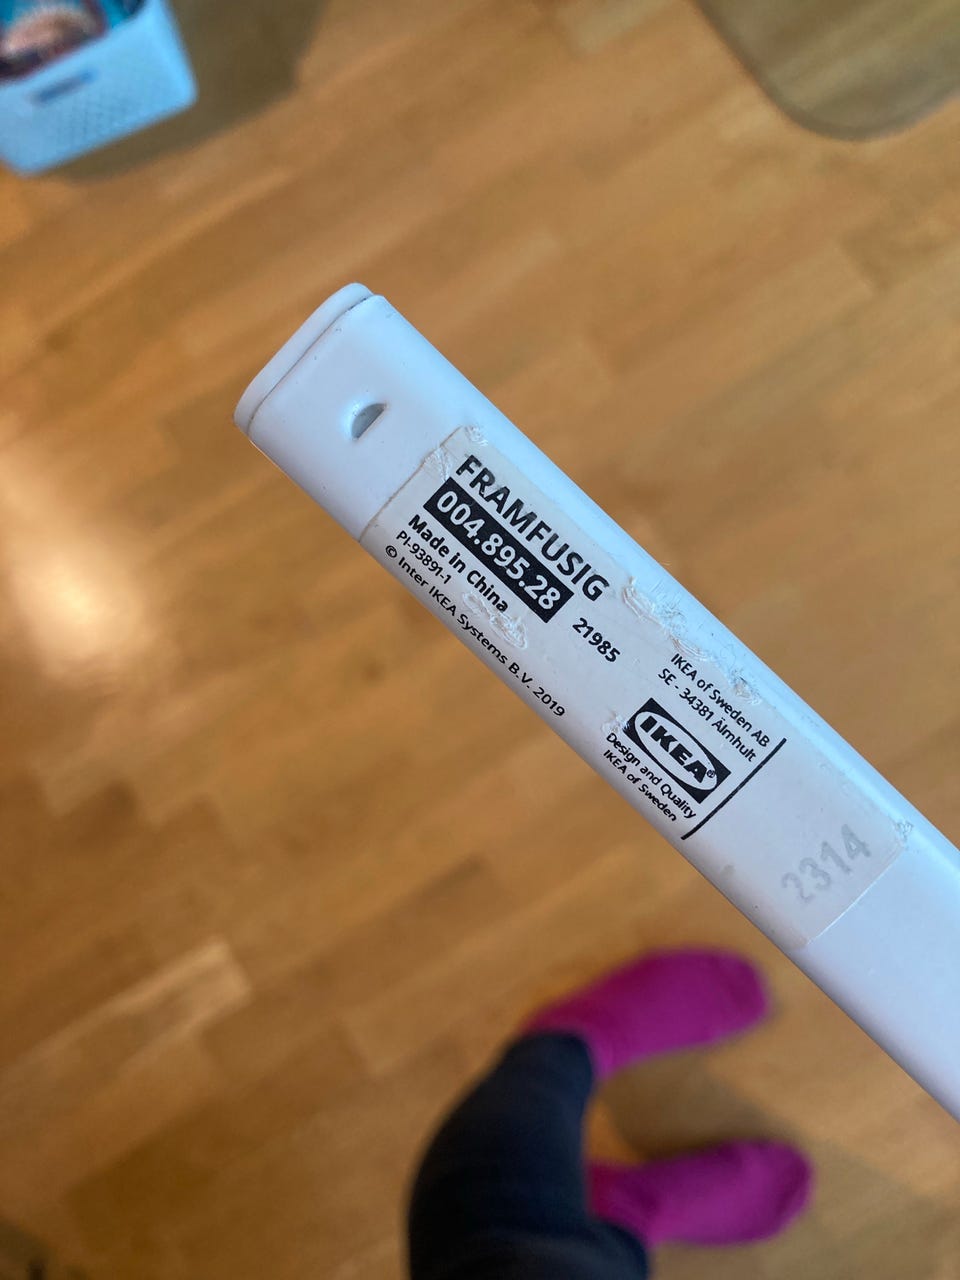 FRAMFUSIG
004.895.28
21985
Made in China
PI-93891-1
© Inter IKEA Systems B.V. 2019
IKEA of Sweden AB
SE - 34381 Älmhult
IKEA®
Design and Quality
IKEA of Sweden
2314